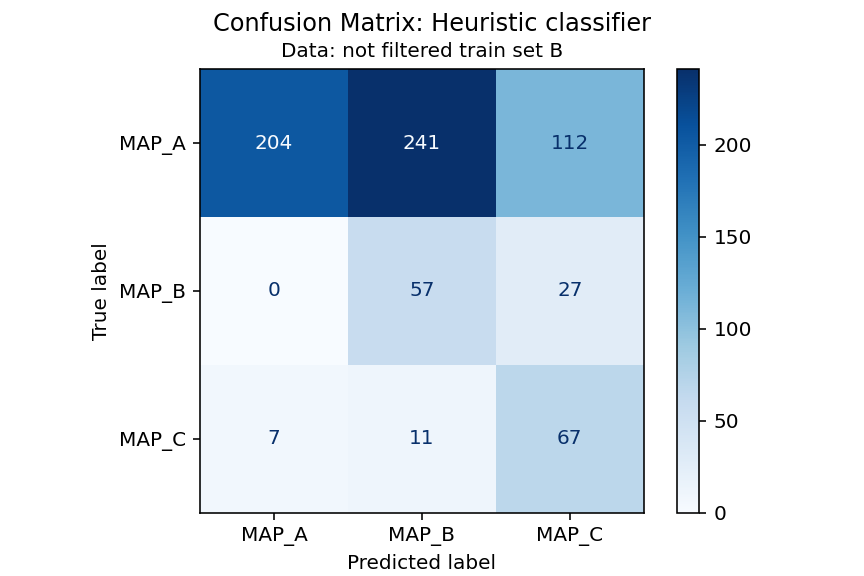 Confusion Matrix: Heuristic classifier
Data: not filtered train set B
MAP_A 204 241 112
MAP_B 0 57 27
MAP_C 7 11 67
MAP_A MAP_B MAP_C
Predicted label
True label
200
150
100
50
0